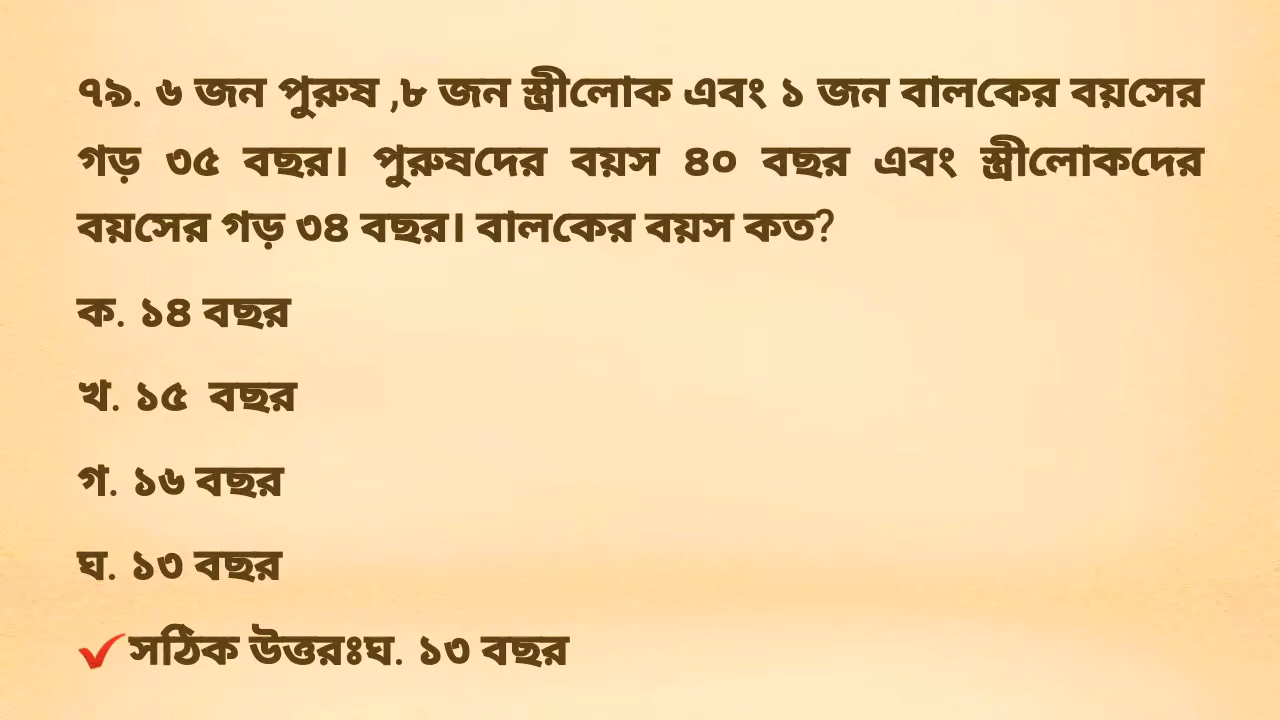 ৭৯. ৬ জন পুরুষ ,৮ জন স্ত্রীলোক এবং ১ জন বালকের বয়সের
গড় ৩৫ বছর। পুরুষদের বয়স ৪০ বছর এবং স্ত্রীলোকদের
বয়সের গড় ৩৪ বছর। বালকের বয়স কত?
ক. ১৪ বছর
খ. ১৫ বছর
গ. ১৬ বছর
ঘ. ১৩ বছর
✓সঠিক উত্তরঃঘ. ১৩ বছর